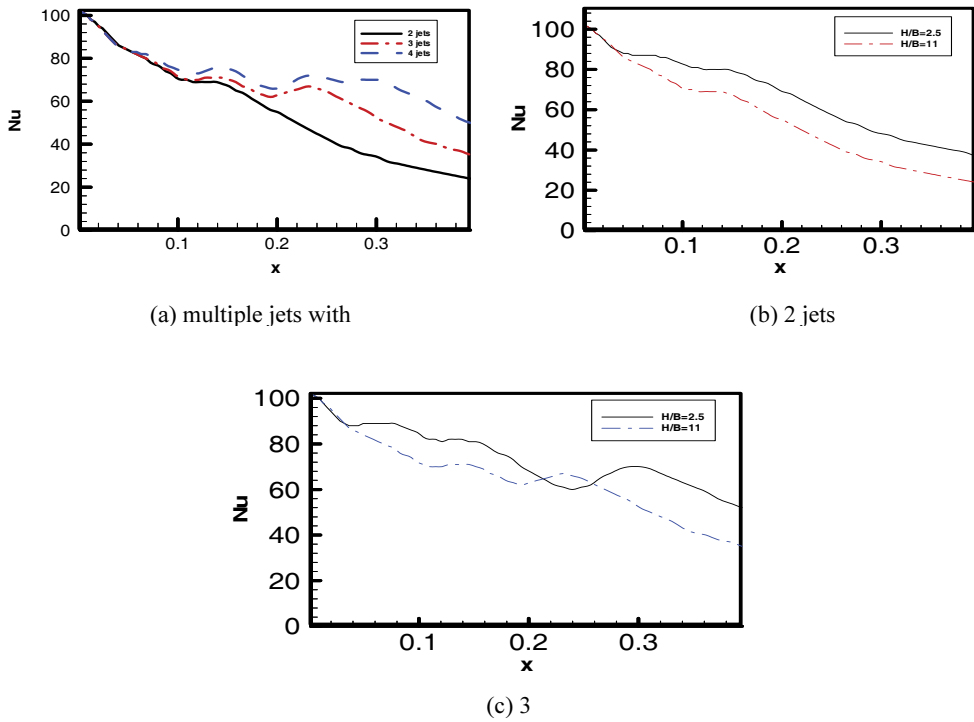 100
80
60
40
20
0
Nu
2 jets
3 jets
4 jets
0.1 0.2 0.3
x
(a) multiple jets with
100
80
60
40
20
0
Nu
H/B=2.5
H/B=11
0.1 0.2 0.3
x
(b) 2 jets
100
80
60
40
20
0
Nu
H/B=2.5
H/B=11
0.1 0.2 0.3
x
(c) 3